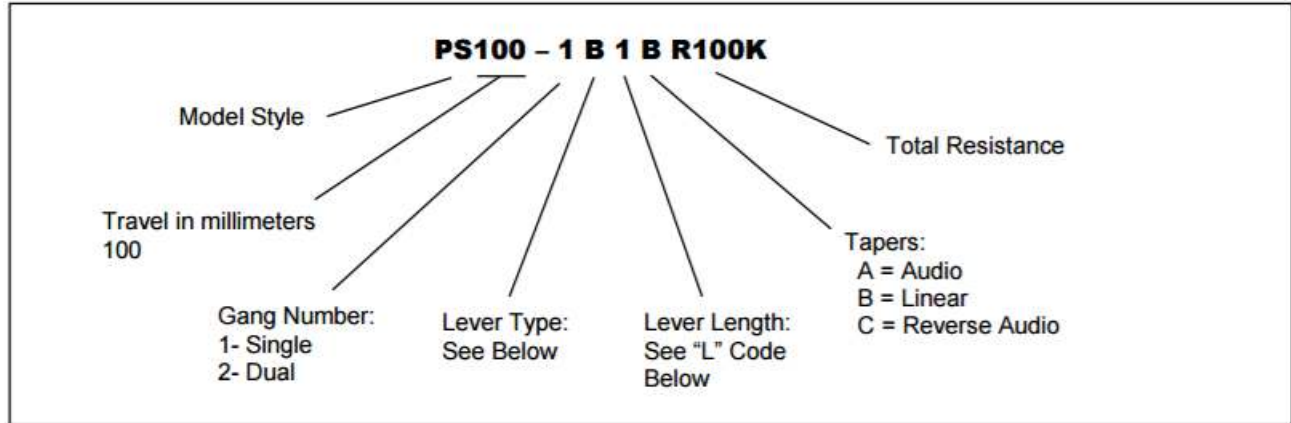 PS100 – 1 B 1 B R100K
Model Style
Total Resistance
Travel in millimeters
100
Tapers:
A = Audio
B = Linear
C = Reverse Audio
Gang Number:
1- Single
2- Dual
Lever Type:
See Below
Lever Length:
See “L” Code
Below